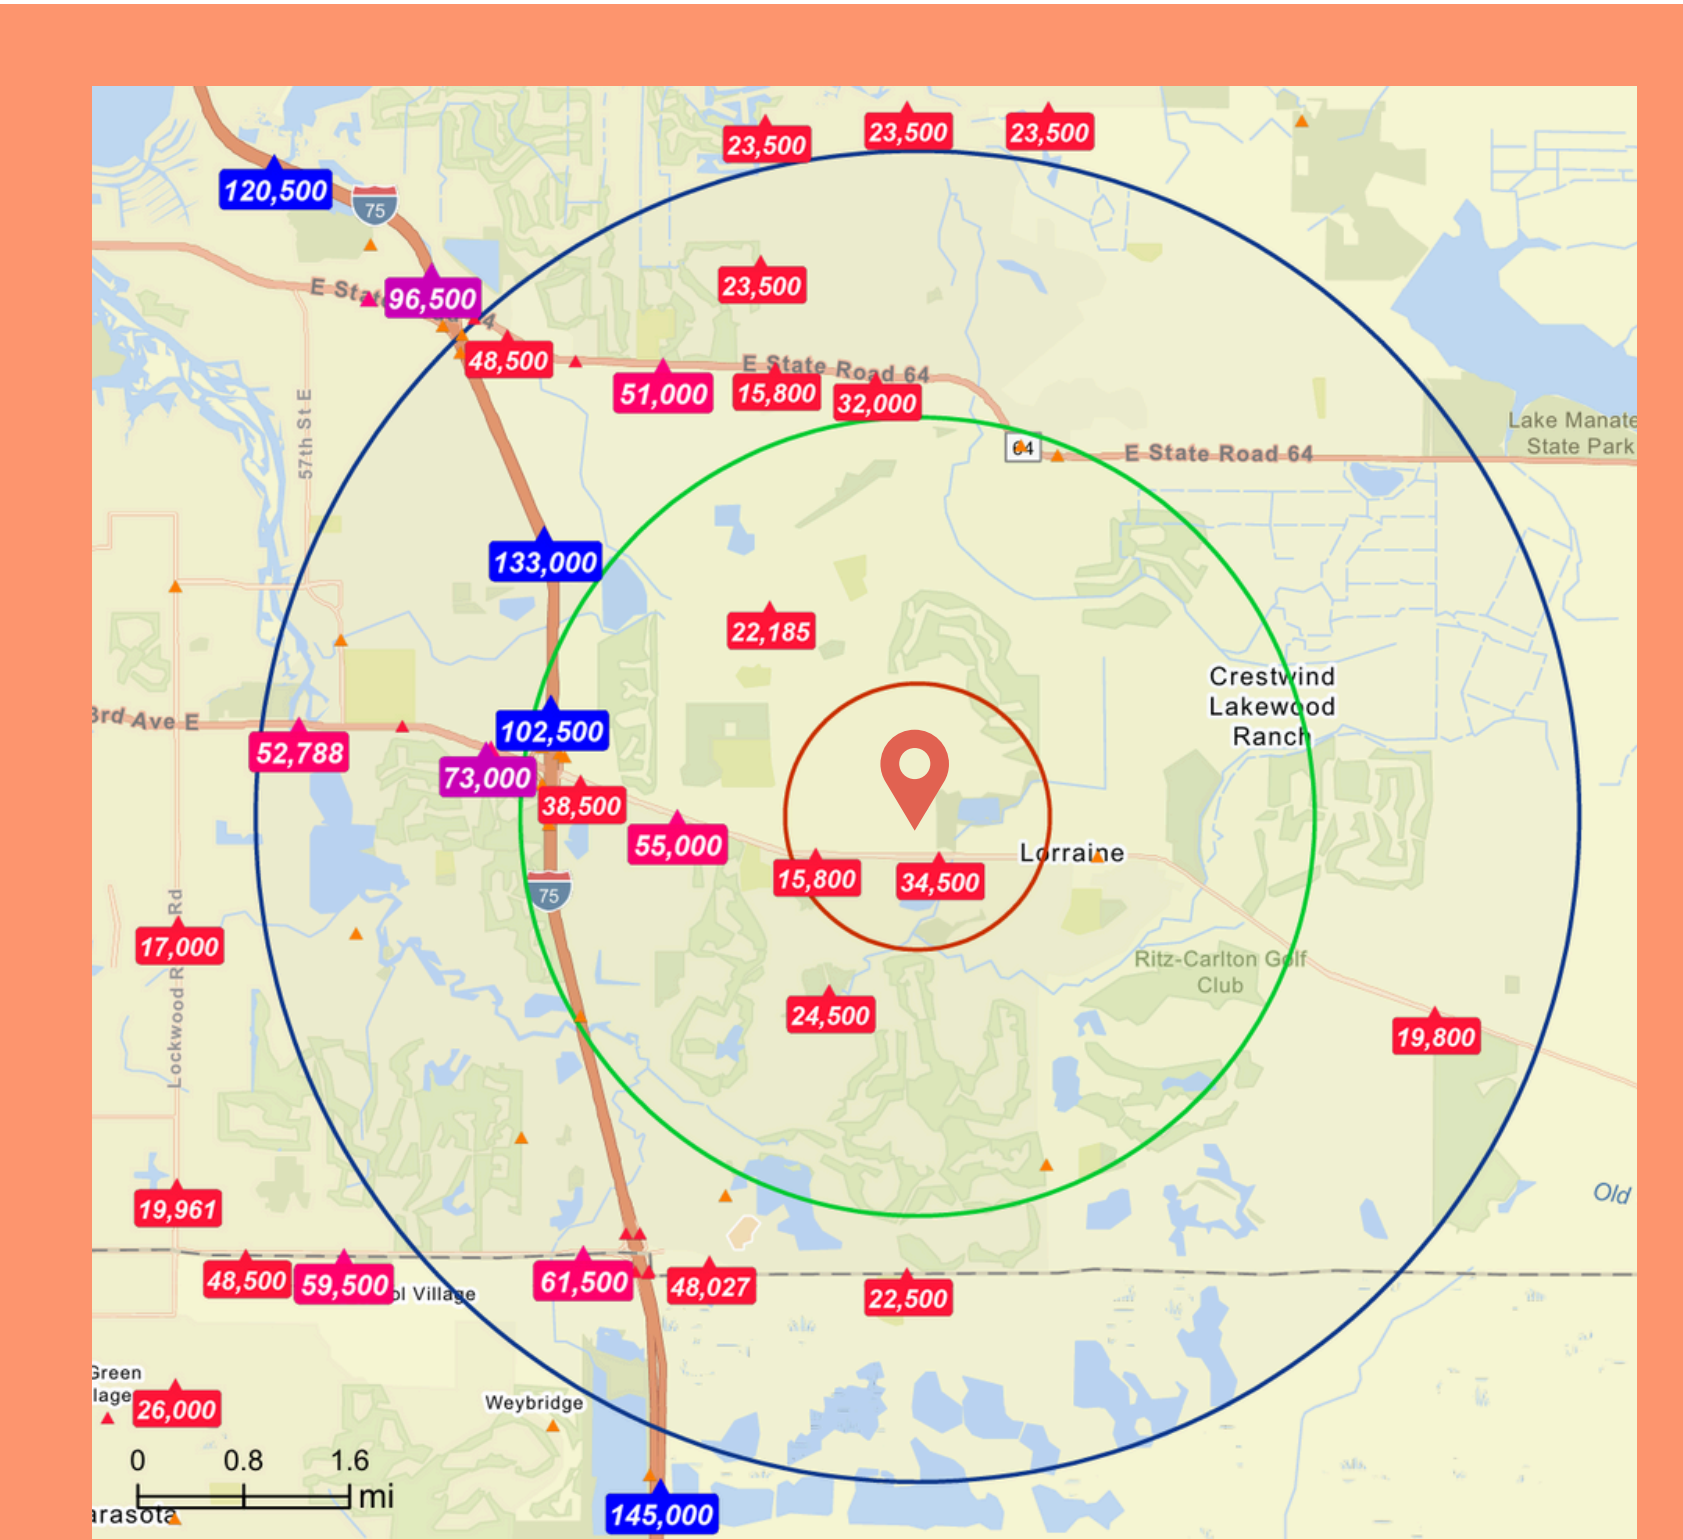 23,500
23,500
23,500
120,500
75
E State
96,500
23,500
48,500
E State Road 64
51,000
15,800
32,000
57th St E
64
E State Road 64
Lake Manate
State Park
133,000
22,185
Crestwind
Lakewood
Ranch
3rd Ave E
102,500
52,788
73,000
38,500
55,000
Lorraine
15,800
34,500
75
Lockwood R Rd
17,000
Ritz-Carlton Golf
Club
24,500
19,800
19,961
Old
48,500
59,500
ol Village
61,500
48,027
22,500
Green
lage
26,000
Weybridge
0 0.8 1.6
mi
arasota
145,000